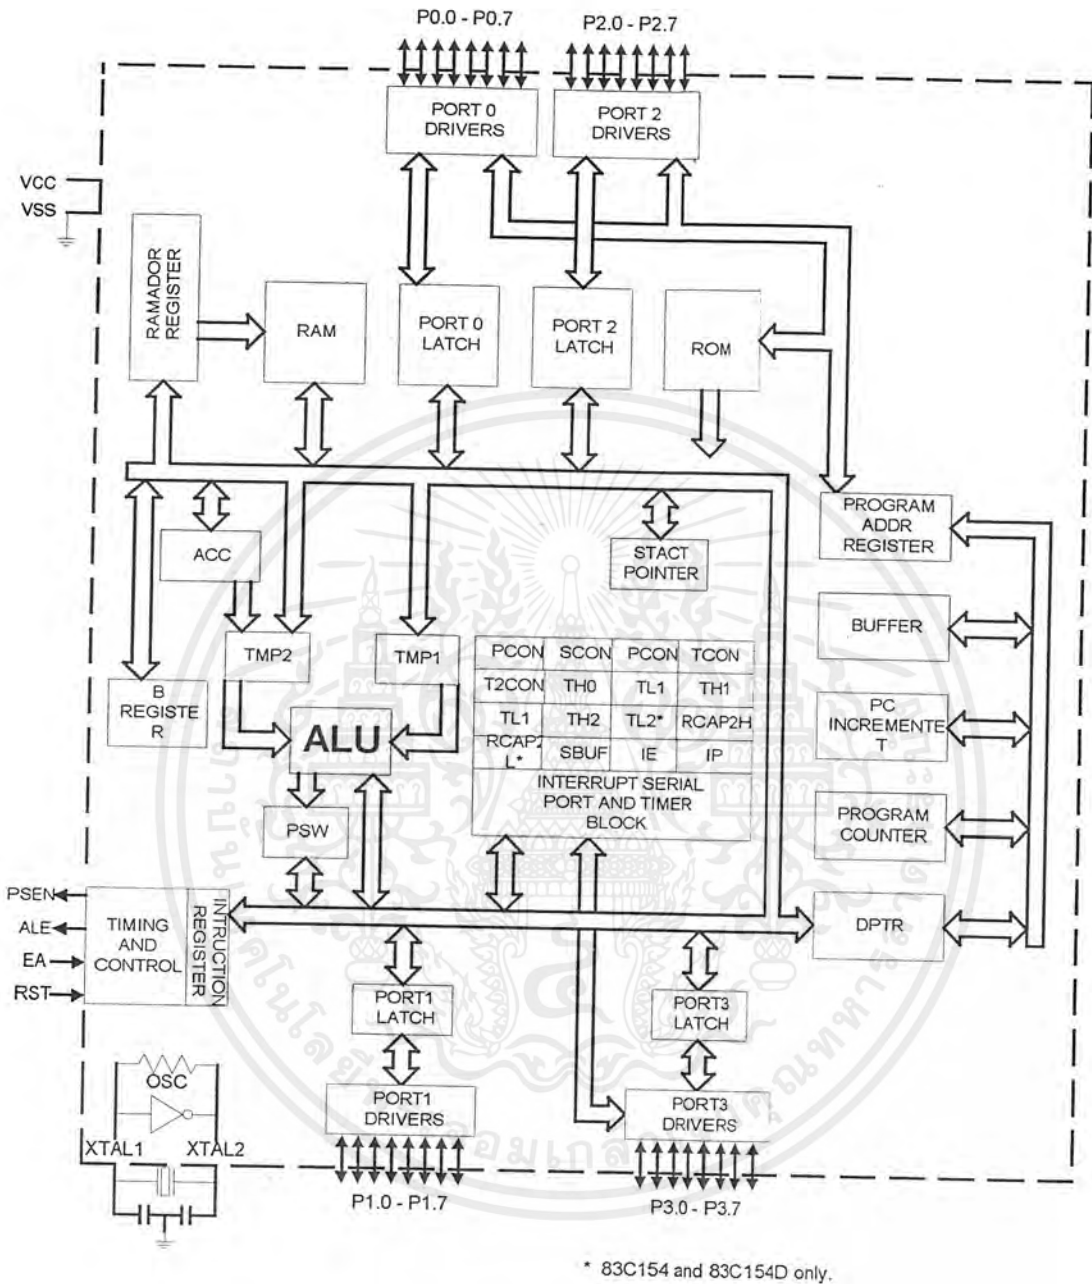 P0.0 - P0.7
P2.0 - P2.7
PORT 0
DRIVERS
PORT 2
DRIVERS
VCC
VSS
RAMADOR
REGISTER
RAM
PORT 0
LATCH
PORT 2
LATCH
ROM
ACC
STACT
POINTER
PROGRAM
ADDR
REGISTER
TMP2
TMP1
BUFFER
B
REGISTE
R
PCON SCON PCON TCON
T2CON TH0 TL1 TH1
TL1 TH2 TL2* RCAP2H
RCAP2
L* SBUF IE IP
INTERRUPT SERIAL
PORT AND TIMER
BLOCK
ALU
PC
INCREMENTE
T
PSW
PROGRAM
COUNTER
PSEN
ALE
EA
RST
TIMING
AND
CONTROL
INTRUCTION
REGISTER
DPTR
PORT1
LATCH
PORT3
LATCH
OSC
PORT1
DRIVERS
PORT3
DRIVERS
XTAL1
XTAL2
P1.0 - P1.7
P3.0 - P3.7
* 83C154 and 83C154D only.